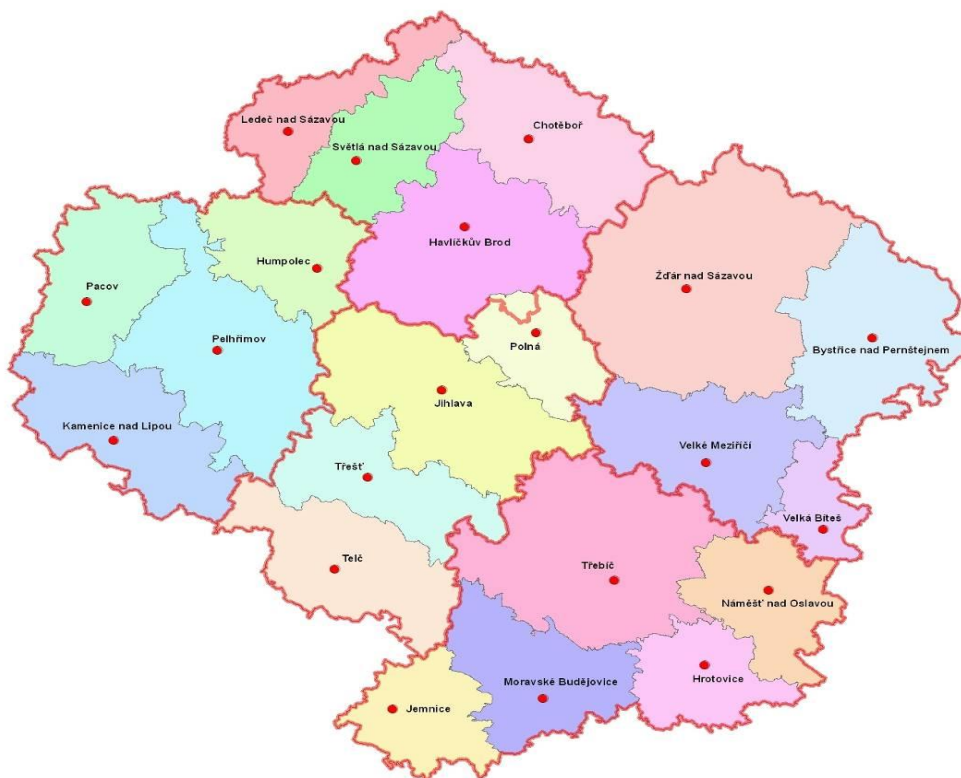 Ledeč nad Sázavou
Chotěboř
Světlá nad Sázavou
Havlíčkův Brod
Humpolec
Žďár nad Sázavou
Pacov
Pelhřimov
Polná
Bystřice nad Pernštejnem
Jihlava
Kamenice nad Lipou
Velké Meziříčí
Třešť
Velká Bíteš
Telč
Třebíč
Náměšť nad Oslavou
Hrotovice
Moravské Budějovice
Jemnice